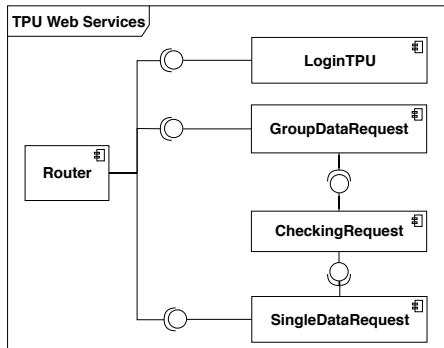 TPU Web Services
LoginTPU
GroupDataRequest
Router
CheckingRequest
SingleDataRequest